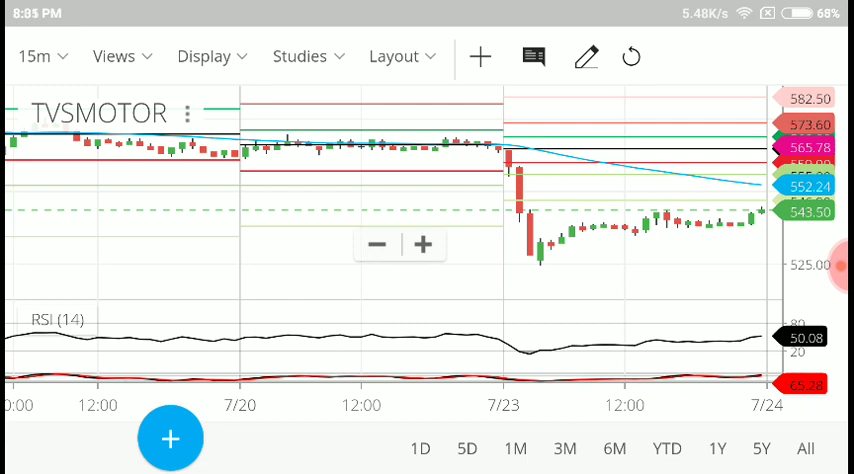 8:35 PM 5.48K/s 68%
15m Views Display Studies Layout
TVSMOTOR
582.50
573.60
565.78
552.24
543.50
525.00
RSI (14)
80
50.08
20
65.28
0:00 12:00 7/20 12:00 7/23 12:00 7/24
1D 5D 1M 3M 6M YTD 1Y 5Y All